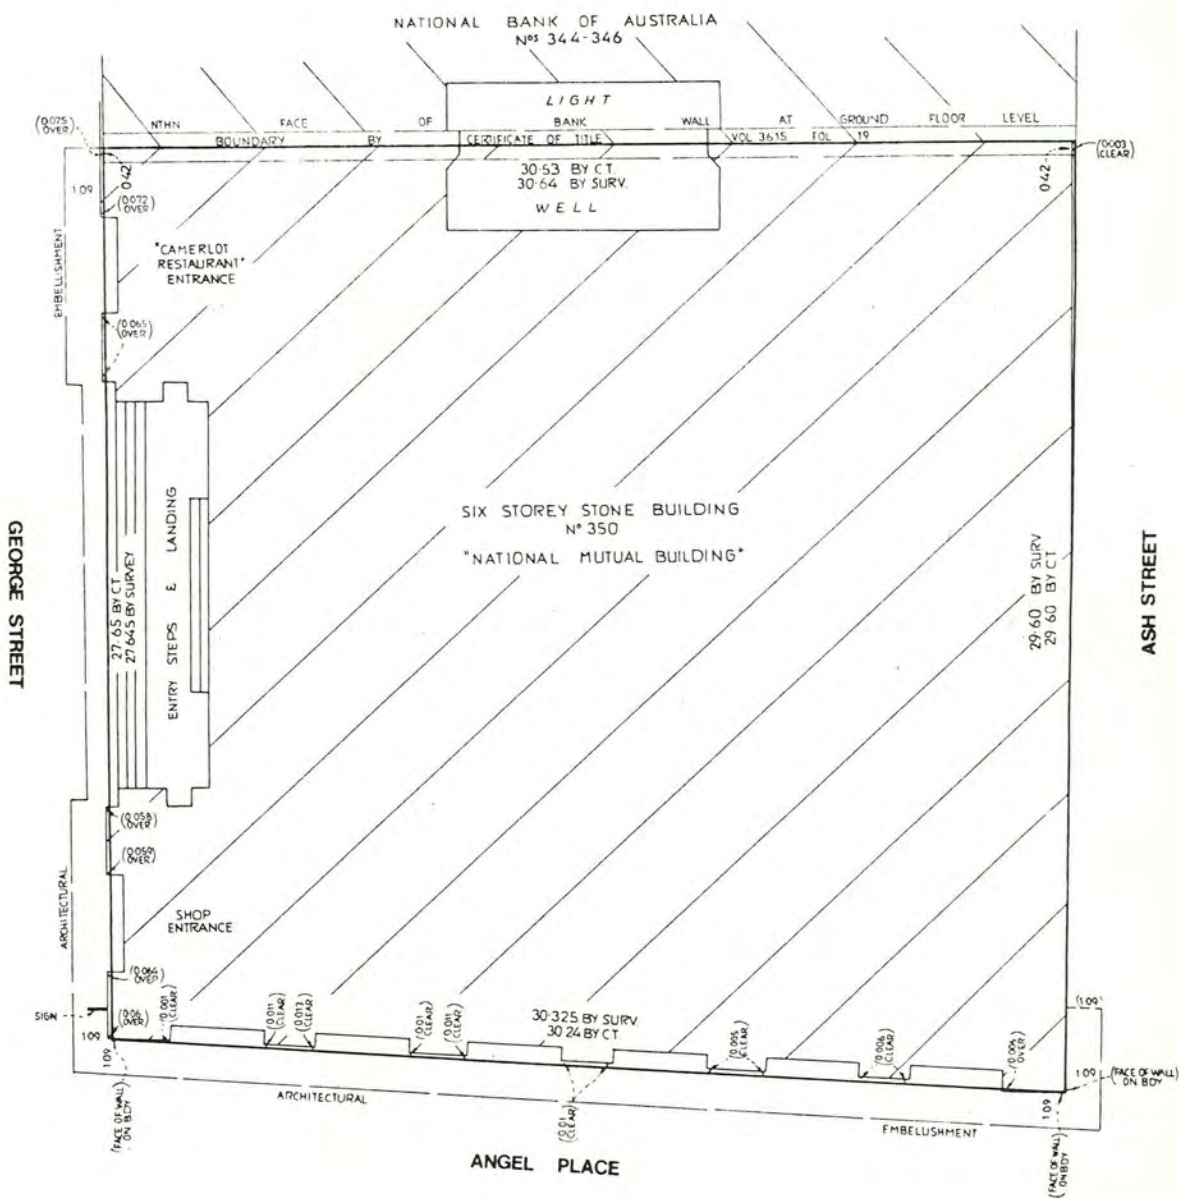 NATIONAL BANK OF AUSTRALIA
Nos 344-346
LIGHT
(0.075
OVER)
NTHN FACE OF BANK WALL AT GROUND FLOOR LEVEL
BOUNDARY BY CERTIFICATE OF TITLE VOL 3615 FOL 19
(0.003
CLEAR)
30·53 BY CT.
30·64 BY SURV.
WELL
042
042
1.09
(0.072
OVER)
EMBELLISHMENT
"CAMERLOT
RESTAURANT"
ENTRANCE
(0.065
OVER)
GEORGE STREET
27·65 BY CT
27·645 BY SURVEY
ENTRY STEPS & LANDING
SIX STOREY STONE BUILDING
No 350
"NATIONAL MUTUAL BUILDING"
29·60 BY SURV
29·60 BY CT
ASH STREET
(0.058
OVER)
(0.059
OVER)
ARCHITECTURAL
SHOP
ENTRANCE
(0.064
OVER)
SIGN
109
(0.06
OVER)
(0.001
CLEAR)
(0.011
CLEAR)
(0.013
CLEAR)
(0.01
CLEAR)
(0.011
CLEAR)
30·325 BY SURV
30·24 BY CT
(0.005
CLEAR)
(0.006
CLEAR)
(0.006
OVER)
(1.09)
1.09
(FACE OF WALL)
ON BDY
1.09
(FACE OF WALL)
ON BDY
ARCHITECTURAL
(0.01
CLEAR)
EMBELLISHMENT
1.09
(FACE OF WALL)
ON BDY
ANGEL PLACE